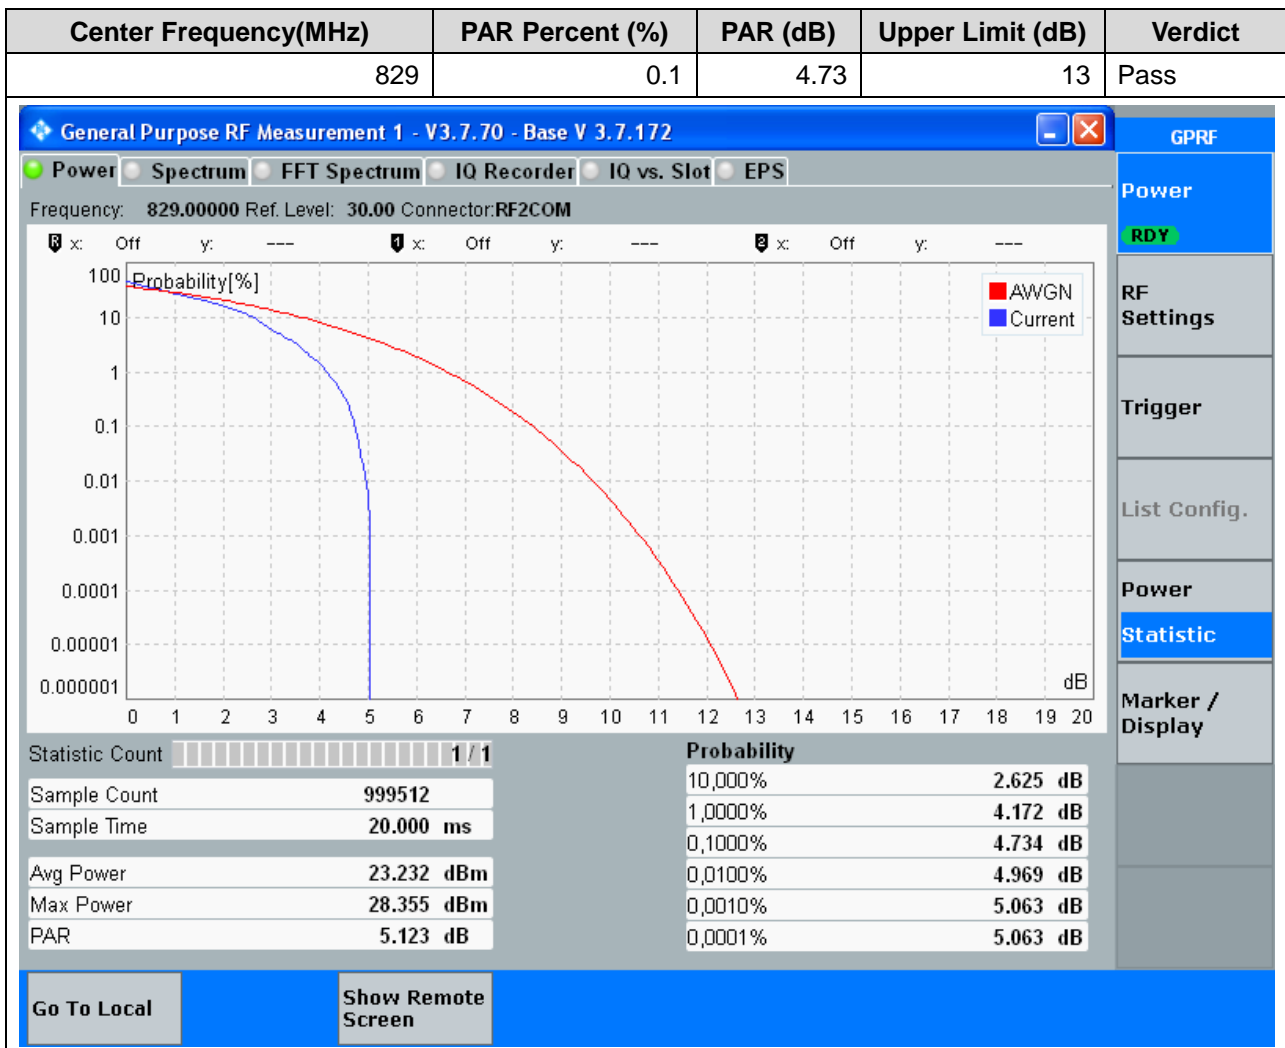 Center Frequency(MHz) PAR Percent (%) PAR (dB) Upper Limit (dB) Verdict
829 0.1 4.73 13 Pass
General Purpose RF Measurement 1 - V3.7.70 - Base V 3.7.172
GPRF
Power Spectrum FFT Spectrum IQ Recorder IQ vs. Slot EPS
Frequency: 829.00000 Ref. Level: 30.00 Connector:RF2COM
R x: Off y: --- 1 x: Off y: --- 2 x: Off y: ---
Probability[%]
100
10
1
0.1
0.01
0.001
0.0001
0.00001
0.000001
AWGN
Current
dB
0 1 2 3 4 5 6 7 8 9 10 11 12 13 14 15 16 17 18 19 20
Statistic Count 1 / 1
Sample Count 999512
Sample Time 20.000 ms
Avg Power 23.232 dBm
Max Power 28.355 dBm
PAR 5.123 dB
Probability
10,000% 2.625 dB
1,0000% 4.172 dB
0,1000% 4.734 dB
0,0100% 4.969 dB
0,0010% 5.063 dB
0,0001% 5.063 dB
Power
RDY
RF
Settings
Trigger
List Config.
Power
Statistic
Marker /
Display
Go To Local
Show Remote
Screen